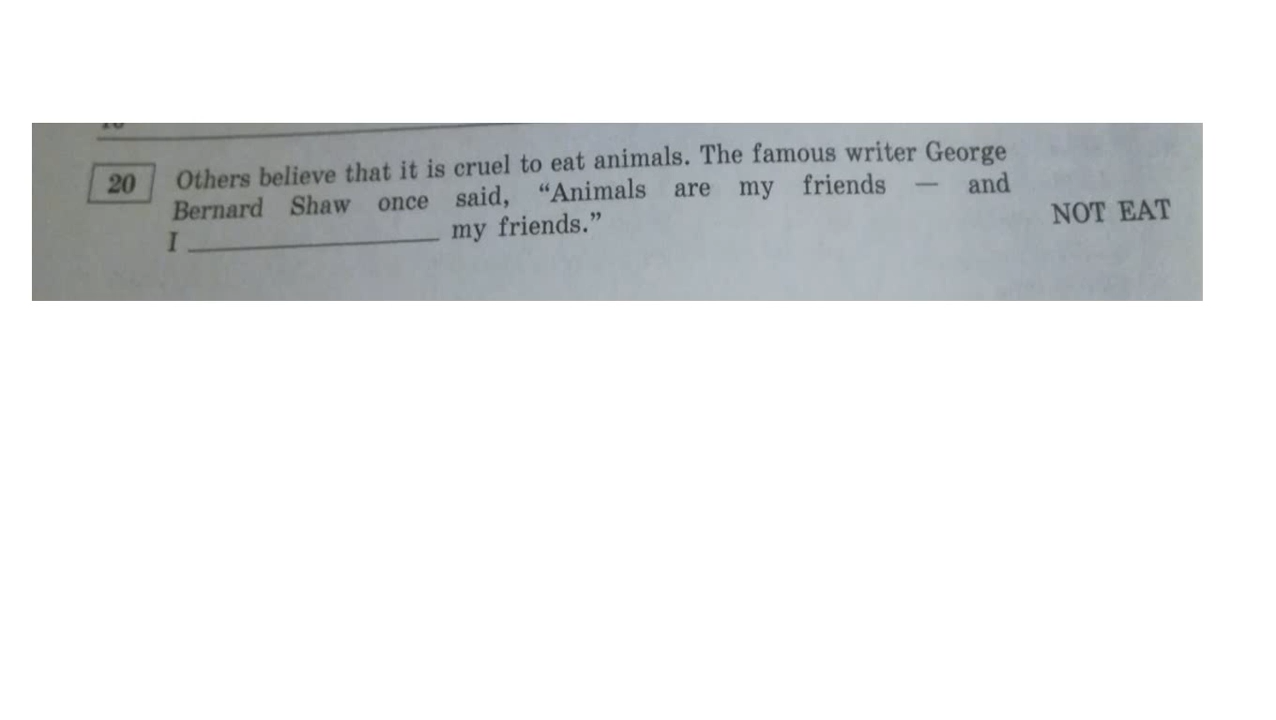 20 Others believe that it is cruel to eat animals. The famous writer George
Bernard Shaw once said, “Animals are my friends — and
I ____________ my friends.” NOT EAT